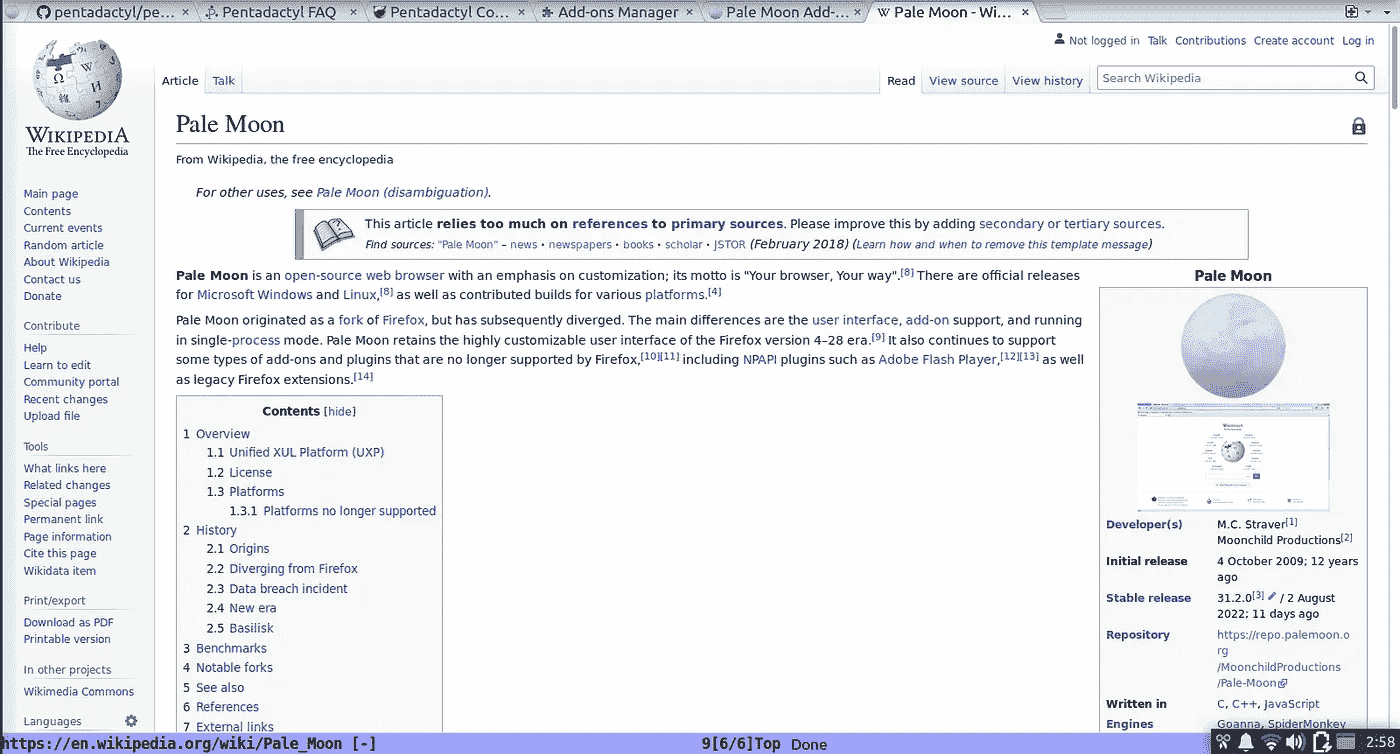 pentadactyl/pe...
Pentadactyl FAQ
Pentadactyl Co...
Add-ons Manager
Pale Moon Add-...
Pale Moon - Wi...
Not logged in Talk Contributions Create account Log in
Article Talk
Read View source View history
Search Wikipedia
WIKIPEDIA
The Free Encyclopedia
Main page
Contents
Current events
Random article
About Wikipedia
Contact us
Donate
Contribute
Help
Learn to edit
Community portal
Recent changes
Upload file
Tools
What links here
Related changes
Special pages
Permanent link
Page information
Cite this page
Wikidata item
Print/export
Download as PDF
Printable version
In other projects
Wikimedia Commons
Languages
Pale Moon
From Wikipedia, the free encyclopedia
For other uses, see Pale Moon (disambiguation).
This article relies too much on references to primary sources. Please improve this by adding secondary or tertiary sources.
Find sources: "Pale Moon" – news · newspapers · books · scholar · JSTOR (February 2018) (Learn how and when to remove this template message)
Pale Moon is an open-source web browser with an emphasis on customization; its motto is "Your browser, Your way".[8] There are official releases
for Microsoft Windows and Linux,[8] as well as contributed builds for various platforms.[4]
Pale Moon originated as a fork of Firefox, but has subsequently diverged. The main differences are the user interface, add-on support, and running
in single-process mode. Pale Moon retains the highly customizable user interface of the Firefox version 4–28 era.[9] It also continues to support
some types of add-ons and plugins that are no longer supported by Firefox,[10][11] including NPAPI plugins such as Adobe Flash Player,[12][13] as well
as legacy Firefox extensions.[14]
Contents [hide]
1 Overview
1.1 Unified XUL Platform (UXP)
1.2 License
1.3 Platforms
1.3.1 Platforms no longer supported
2 History
2.1 Origins
2.2 Diverging from Firefox
2.3 Data breach incident
2.4 New era
2.5 Basilisk
3 Benchmarks
4 Notable forks
5 See also
6 References
7 External links
Pale Moon
Developer(s) M.C. Straver[1]
Moonchild Productions[2]
Initial release 4 October 2009; 12 years
ago
Stable release 31.2.0[3] / 2 August
2022; 11 days ago
Repository https://repo.palemoon.o
rg
/MoonchildProductions
/Pale-Moon
Written in C, C++, JavaScript
Engines Goanna, SpiderMonkey
https://en.wikipedia.org/wiki/Pale_Moon [-] 9[6/6]Top Done
2:58